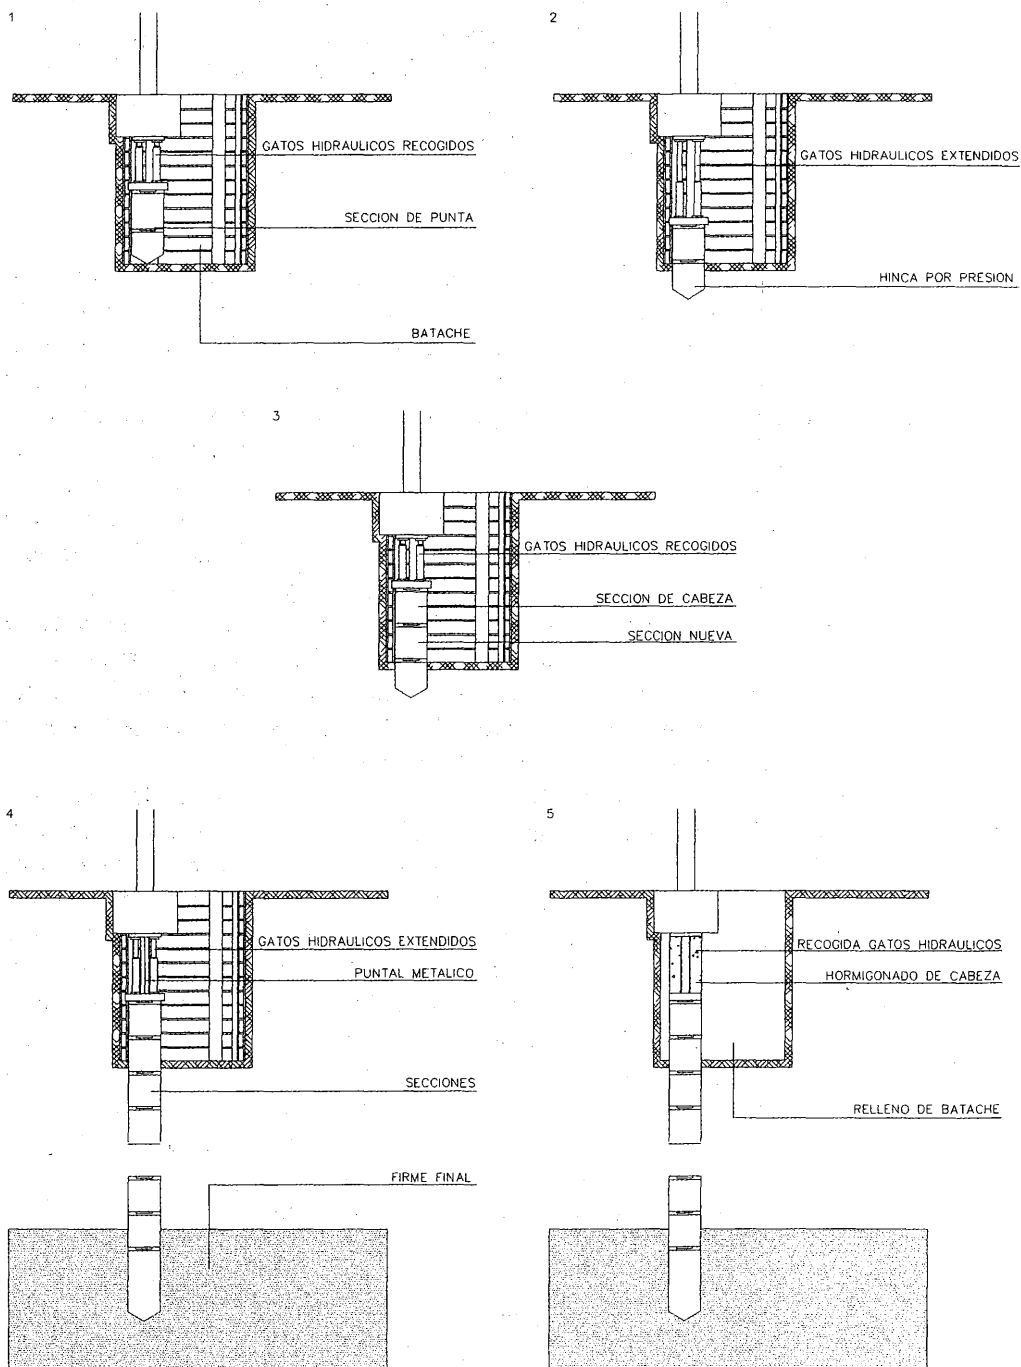 1
GATOS HIDRAULICOS RECOGIDOS
SECCION DE PUNTA
BATACHE
2
GATOS HIDRAULICOS EXTENDIDOS
HINCA POR PRESION
3
GATOS HIDRAULICOS RECOGIDOS
SECCION DE CABEZA
SECCION NUEVA
4
GATOS HIDRAULICOS EXTENDIDOS
PUNTAL METALICO
SECCIONES
FIRME FINAL
5
RECOGIDA GATOS HIDRAULICOS
HORMIGONADO DE CABEZA
RELLENO DE BATACHE